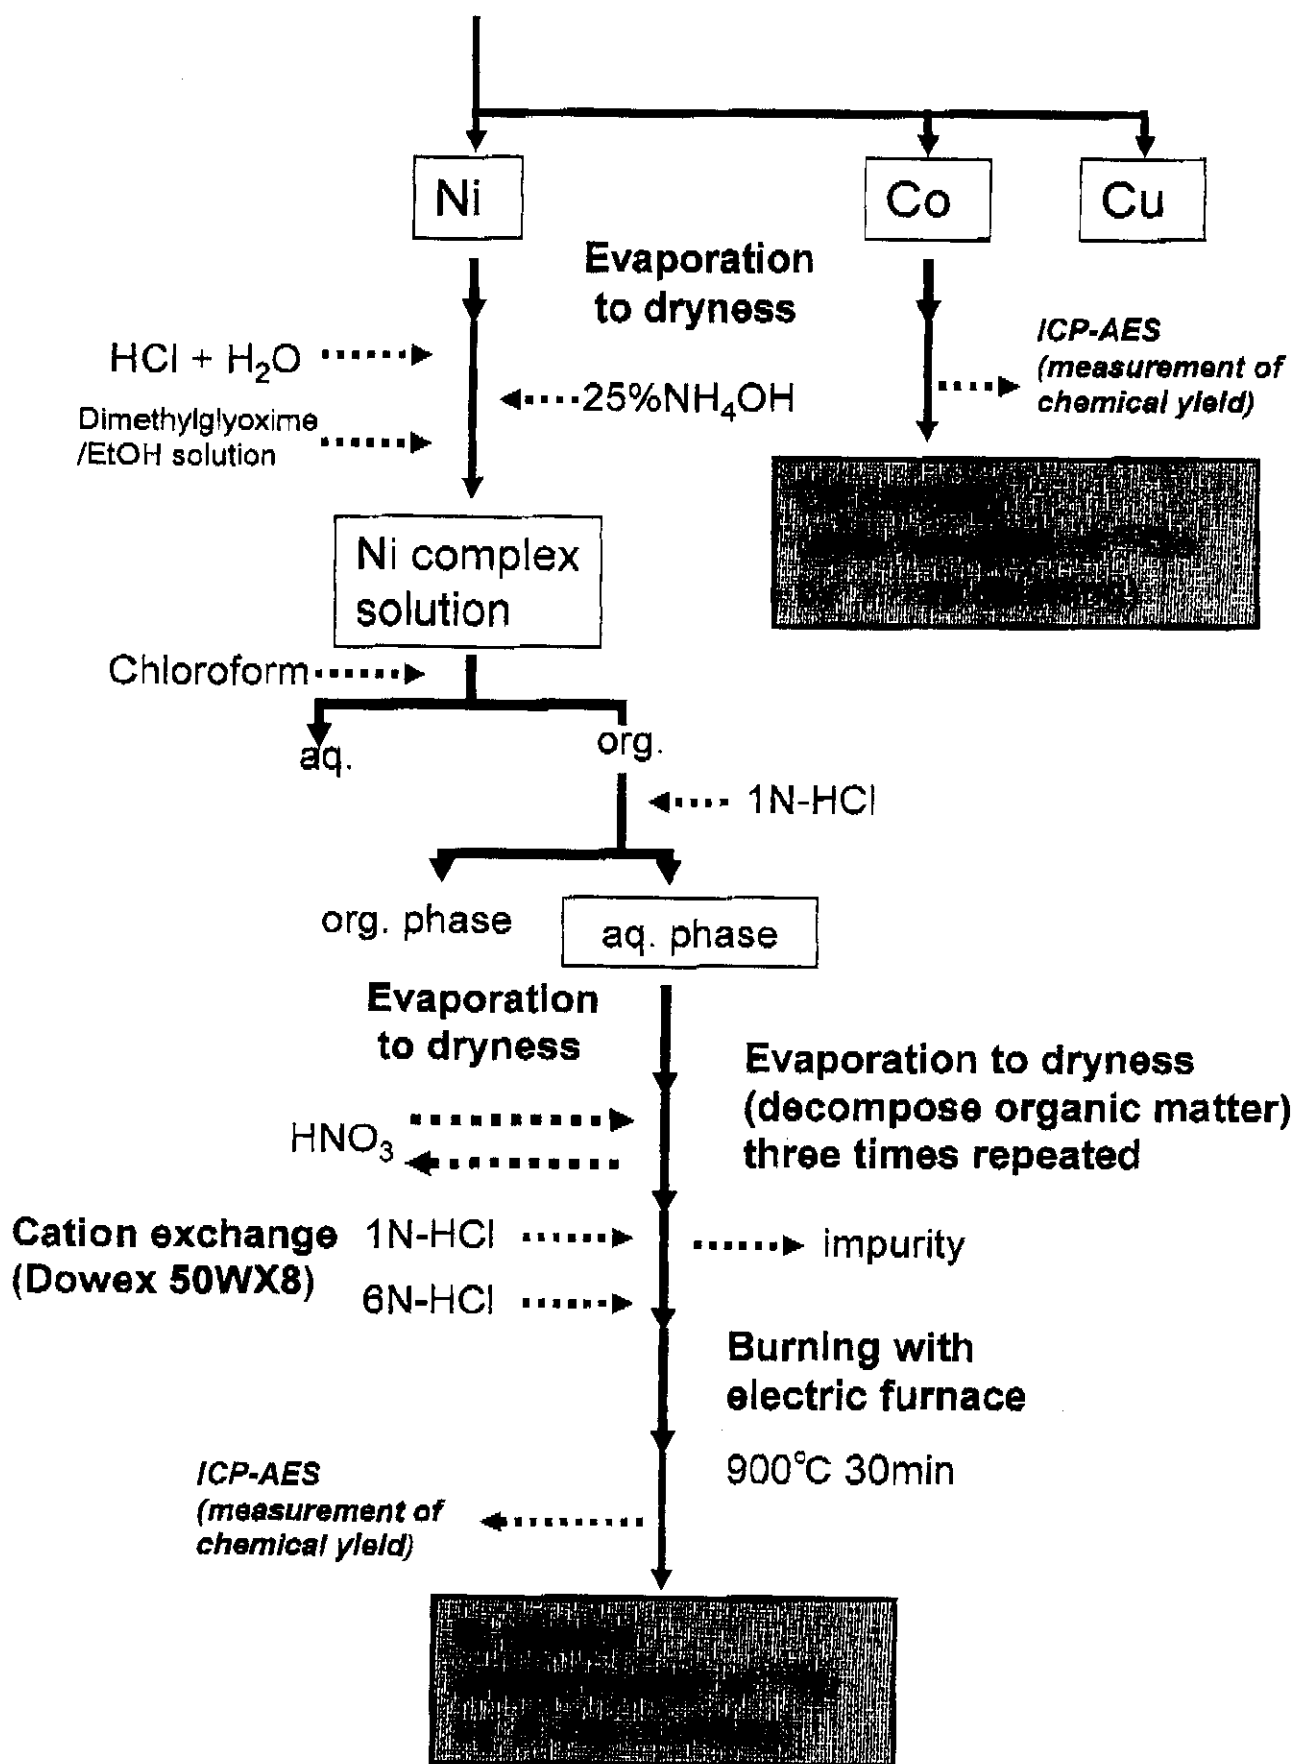 Ni
Co
Cu
Evaporation
to dryness
HCl + H₂O
25%NH₄OH
Dimethylglyoxime
/EtOH solution
ICP-AES
(measurement of
chemical yield)
Ni complex
solution
Chloroform
aq.
org.
1N-HCl
org. phase
aq. phase
Evaporation
to dryness
Evaporation to dryness
(decompose organic matter)
three times repeated
HNO₃
Cation exchange
(Dowex 50WX8)
1N-HCl
impurity
6N-HCl
Burning with
electric furnace
900°C 30min
ICP-AES
(measurement of
chemical yield)